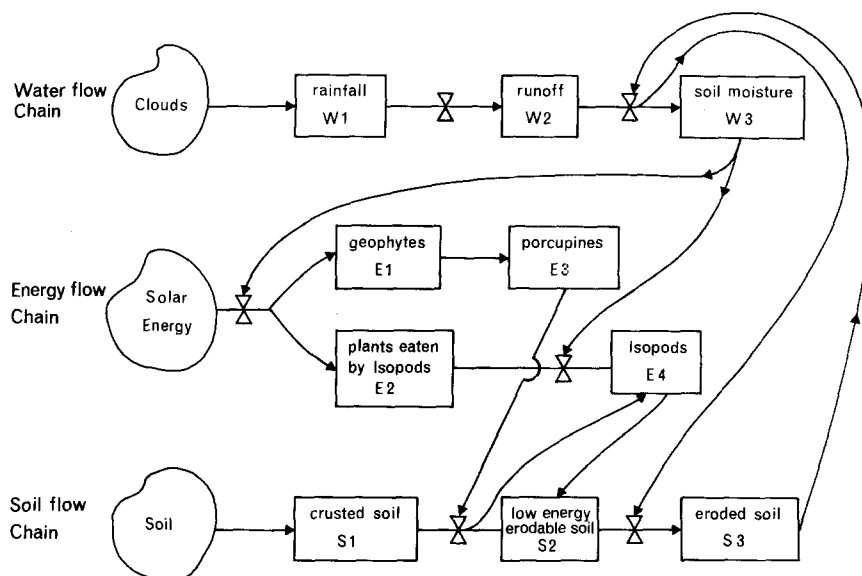 Water flow
Chain
Clouds
rainfall
W1
runoff
W2
soil moisture
W3
Energy flow
Chain
Solar
Energy
geophytes
E1
porcupines
E3
plants eaten
by Isopods
E2
Isopods
E4
Soil flow
Chain
Soil
crusted soil
S1
low energy
erodable soil
S2
eroded soil
S3